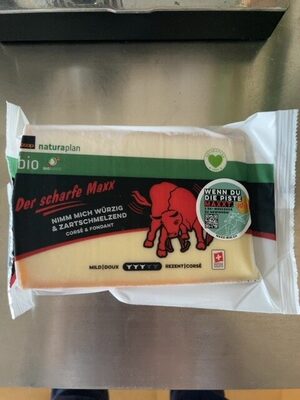 coop
naturaplan
bio
Der scharfe Maxx
NIMM MICH WÜRZIG
& ZARTSCHMELZEND
CORSÉ & FONDANT
MILD|DOUX
REZENT|CORSÉ
WENN DU
DIE PISTE